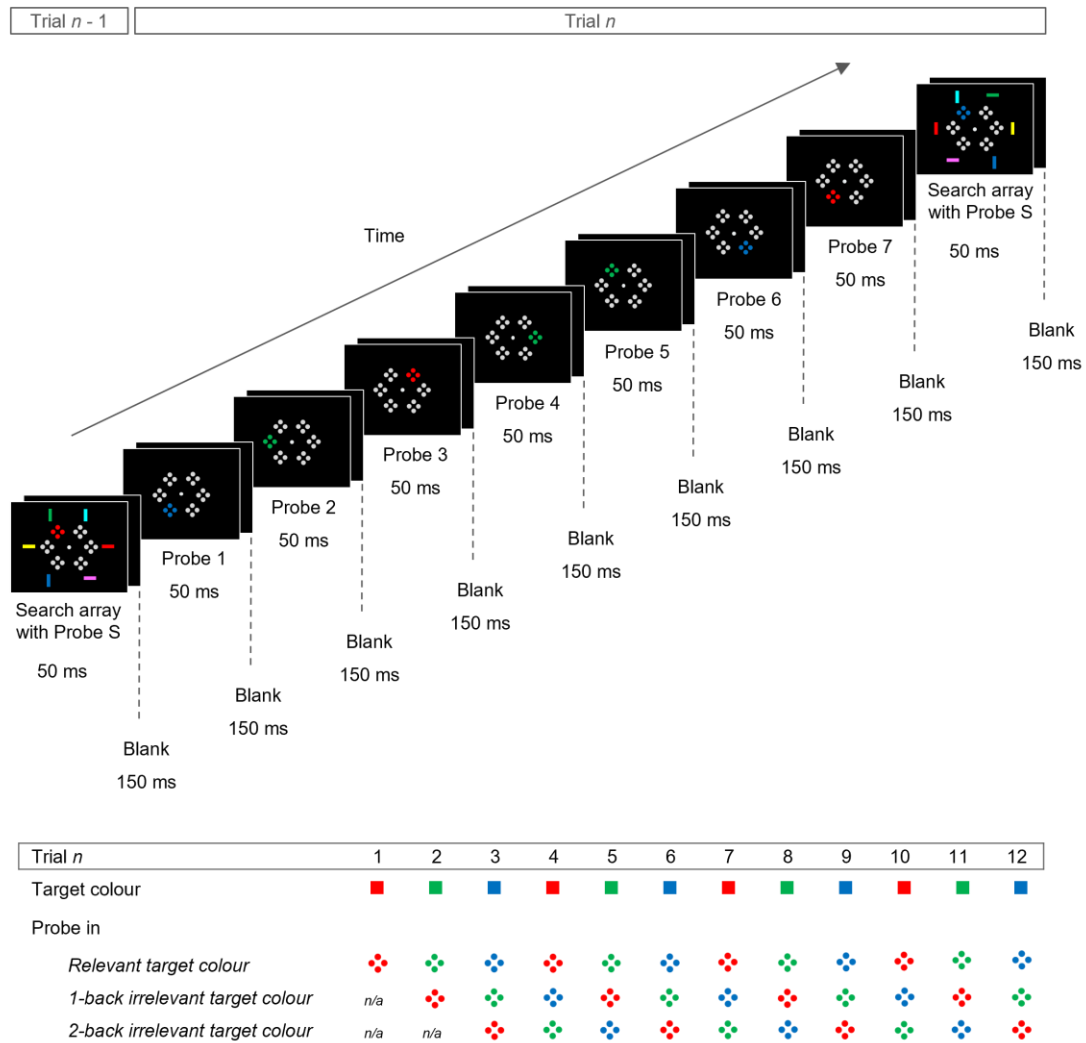 Trial n - 1
Trial n
Time
Search array
with Probe S
50 ms
Blank
150 ms
Probe 1
50 ms
Blank
150 ms
Probe 2
50 ms
Blank
150 ms
Probe 3
50 ms
Blank
150 ms
Probe 4
50 ms
Blank
150 ms
Probe 5
50 ms
Blank
150 ms
Probe 6
50 ms
Blank
150 ms
Probe 7
50 ms
Blank
150 ms
Search array
with Probe S
50 ms
Blank
150 ms
Trial n 1 2 3 4 5 6 7 8 9 10 11 12
Target colour
Probe in
Relevant target colour
1-back irrelevant target colour n/a
2-back irrelevant target colour n/a n/a